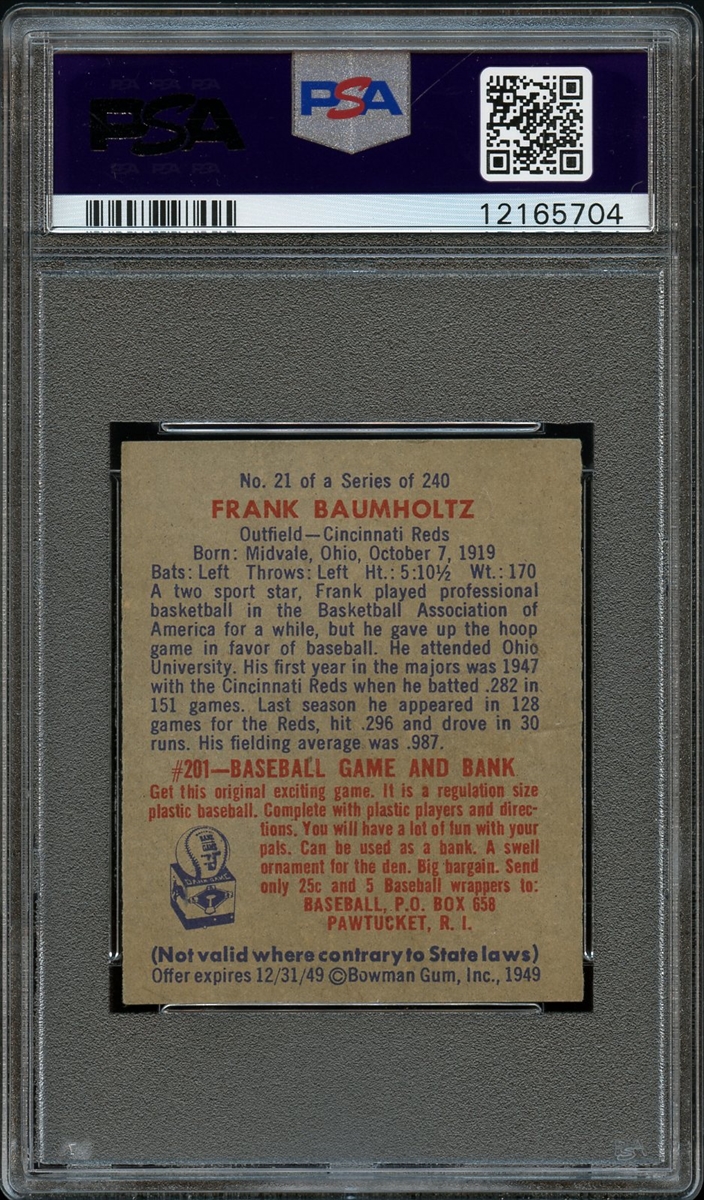 PSA
PSA
12165704
No. 21 of a Series of 240
FRANK BAUMHOLTZ
Outfield—Cincinnati Reds
Born: Midvale, Ohio, October 7, 1919
Bats: Left Throws: Left Ht.: 5:10½ Wt.: 170
A two sport star, Frank played professional
basketball in the Basketball Association of
America for a while, but he gave up the hoop
game in favor of baseball. He attended Ohio
University. His first year in the majors was 1947
with the Cincinnati Reds when he batted .282 in
151 games. Last season he appeared in 128
games for the Reds, hit .296 and drove in 30
runs. His fielding average was .987.
#201—BASEBALL GAME AND BANK
Get this original exciting game. It is a regulation size
plastic baseball. Complete with plastic players and direc-
tions. You will have a lot of fun with your
pals. Can be used as a bank. A swell
ornament for the den. Big bargain. Send
only 25c and 5 Baseball wrappers to:
BASEBALL, P.O. BOX 658
PAWTUCKET, R. I.
(Not valid where contrary to State laws)
Offer expires 12/31/49 ©Bowman Gum, Inc., 1949